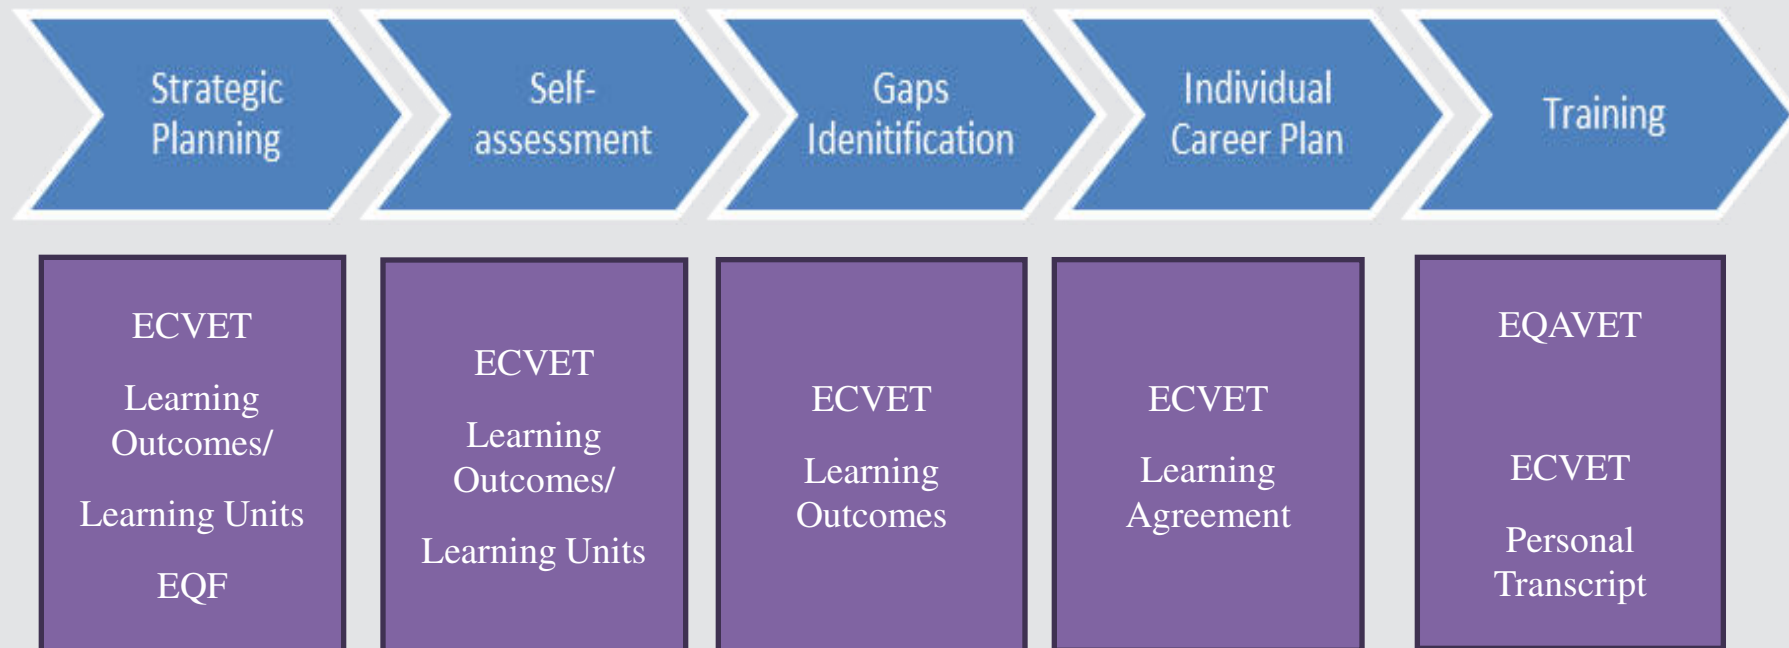 Strategic
Planning
Self-
assessment
Gaps
Idenitification
Individual
Career Plan
Training
ECVET
Learning
Outcomes/
Learning Units
EQF
ECVET
Learning
Outcomes/
Learning Units
ECVET
Learning
Outcomes
ECVET
Learning
Agreement
EQAVET
ECVET
Personal
Transcript